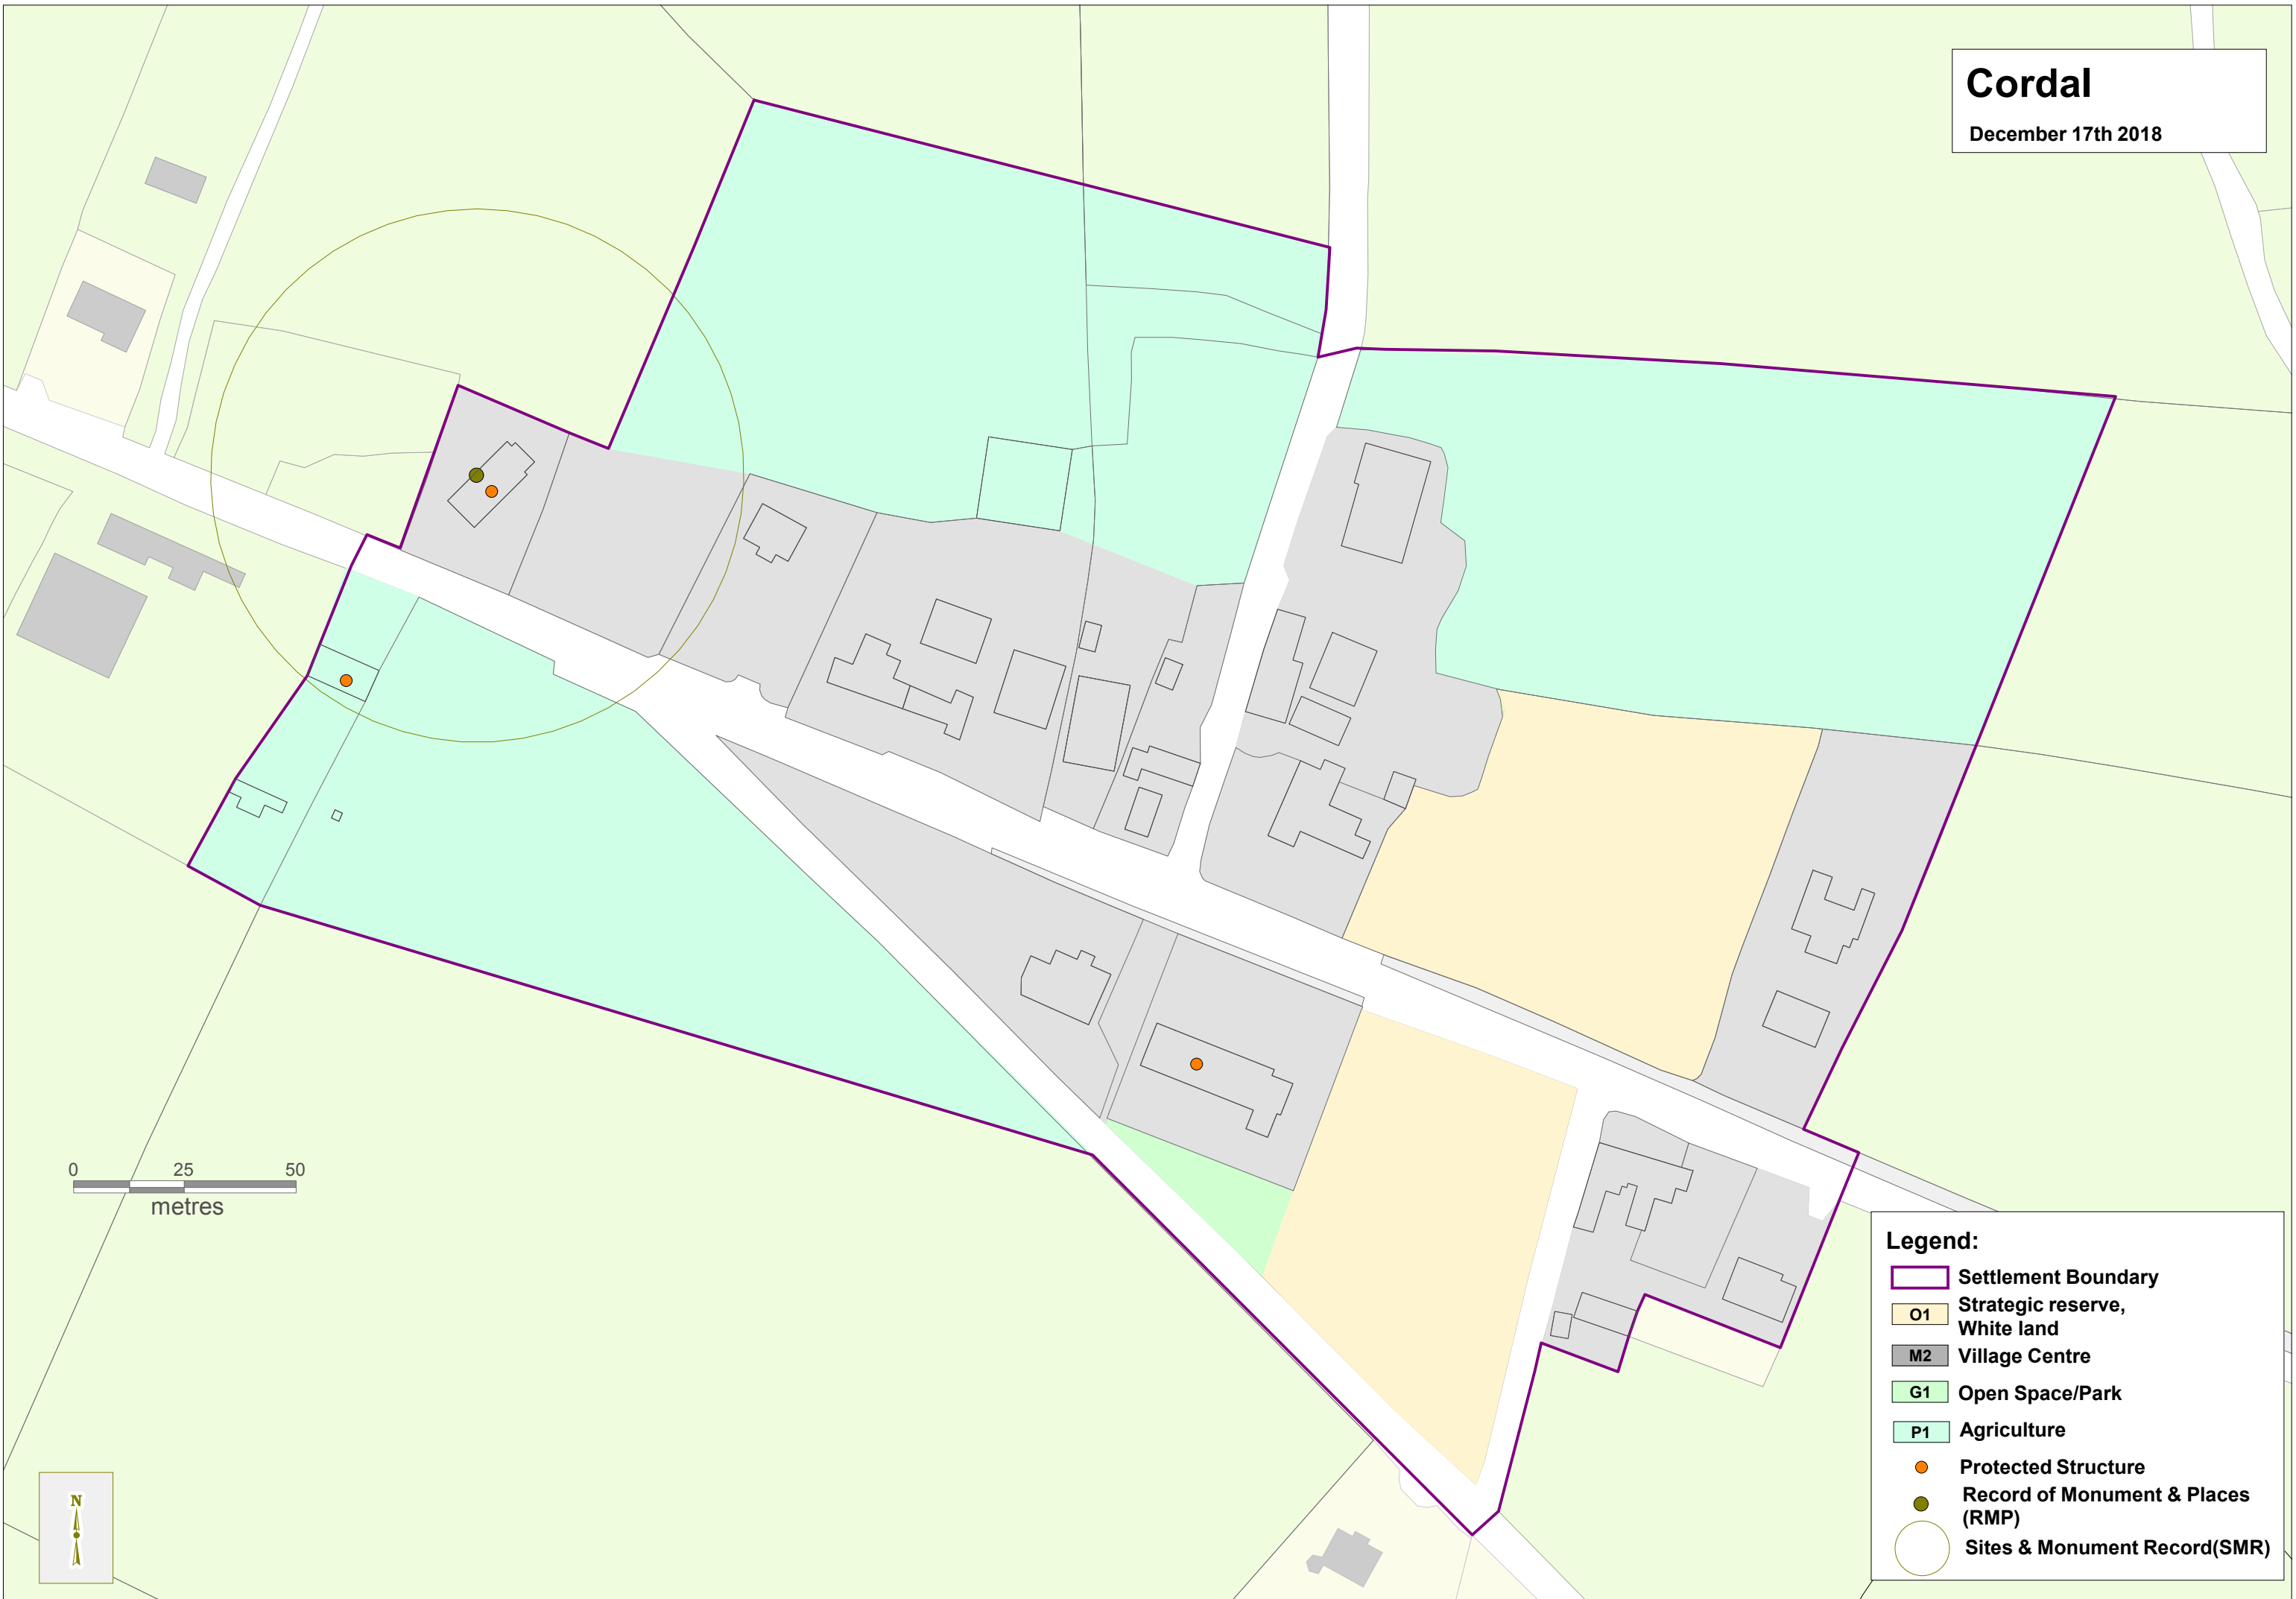 Cordal
December 17th 2018
0 25 50
metres
N
Legend:
Settlement Boundary
O1 Strategic reserve,
White land
M2 Village Centre
G1 Open Space/Park
P1 Agriculture
Protected Structure
Record of Monument & Places
(RMP)
Sites & Monument Record(SMR)